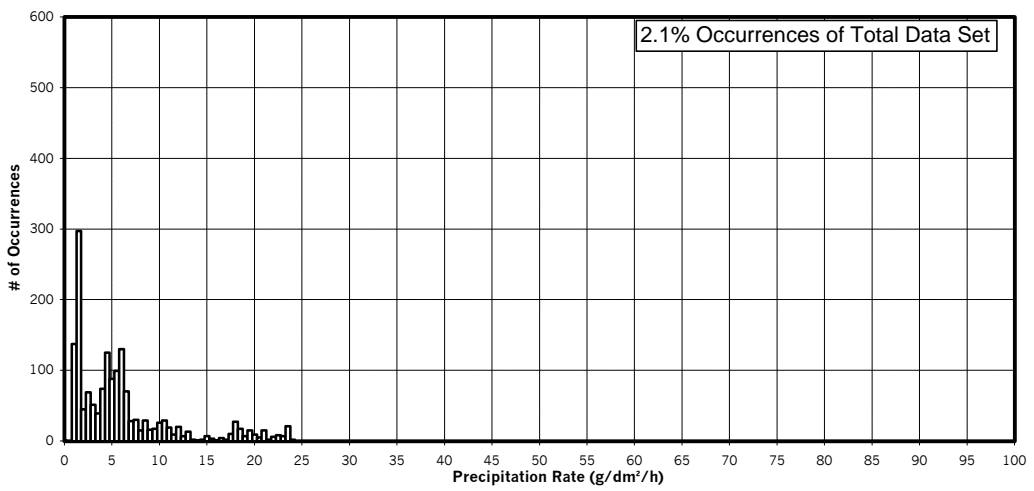 2.1% Occurrences of Total Data Set
600
500
400
300
200
100
0
# of Occurrences
0 5 10 15 20 25 30 35 40 45 50 55 60 65 70 75 80 85 90 95 100
Precipitation Rate (g/dm²/h)